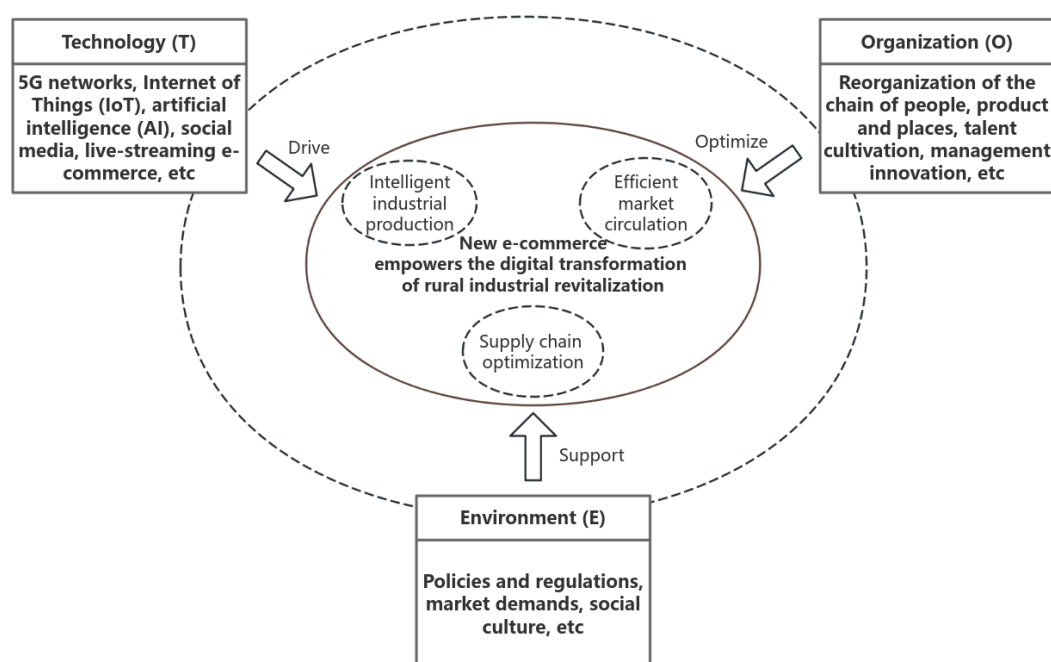 Technology (T)
5G networks, Internet of
Things (IoT), artificial
intelligence (AI), social
media, live-streaming e-
commerce, etc
Organization (O)
Reorganization of the
chain of people, product
and places, talent
cultivation, management
innovation, etc
Drive
Optimize
Intelligent
industrial
production
Efficient
market
circulation
New e-commerce
empowers the digital transformation
of rural industrial revitalization
Supply chain
optimization
Support
Environment (E)
Policies and regulations,
market demands, social
culture, etc